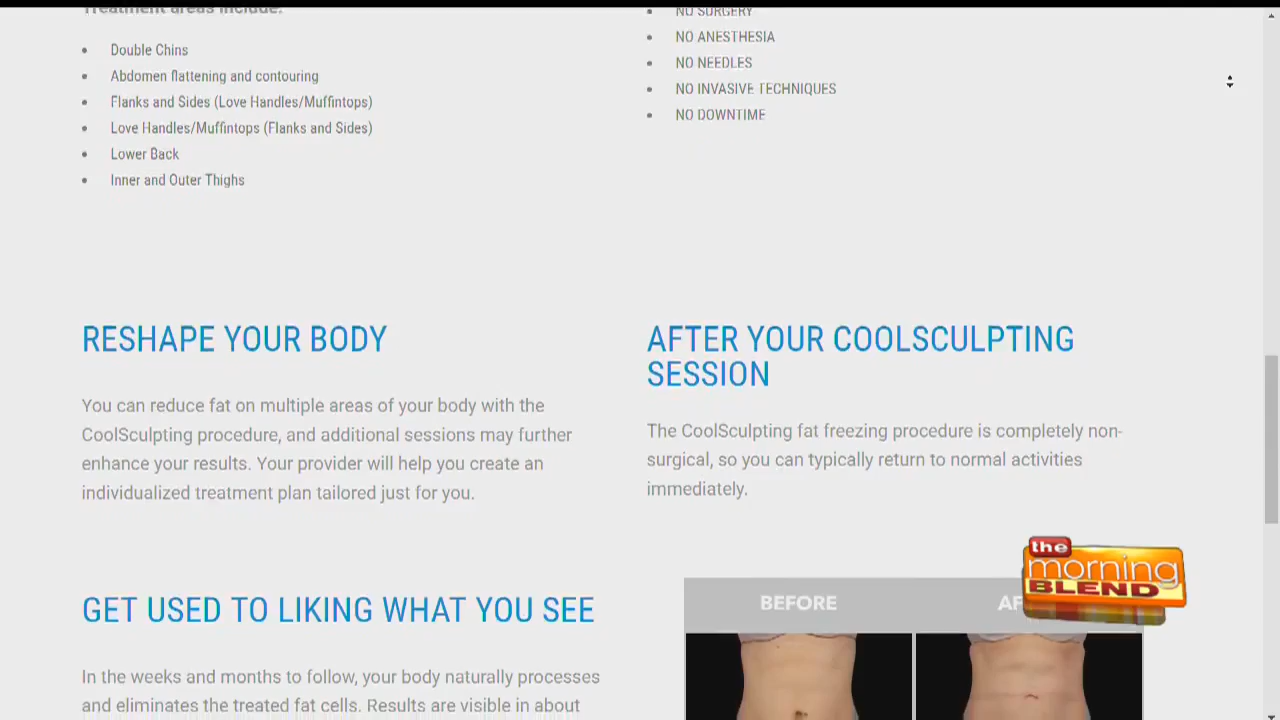 Treatment areas include:
Double Chins
Abdomen flattening and contouring
Flanks and Sides (Love Handles/Muffintops)
Love Handles/Muffintops (Flanks and Sides)
Lower Back
Inner and Outer Thighs
NO SURGERY
NO ANESTHESIA
NO NEEDLES
NO INVASIVE TECHNIQUES
NO DOWNTIME
RESHAPE YOUR BODY
You can reduce fat on multiple areas of your body with the
CoolSculpting procedure, and additional sessions may further
enhance your results. Your provider will help you create an
individualized treatment plan tailored just for you.
AFTER YOUR COOLSCULPTING
SESSION
The CoolSculpting fat freezing procedure is completely non-
surgical, so you can typically return to normal activities
immediately.
GET USED TO LIKING WHAT YOU SEE
In the weeks and months to follow, your body naturally processes
and eliminates the treated fat cells. Results are visible in about
BEFORE
AF
the
morning
BLEND